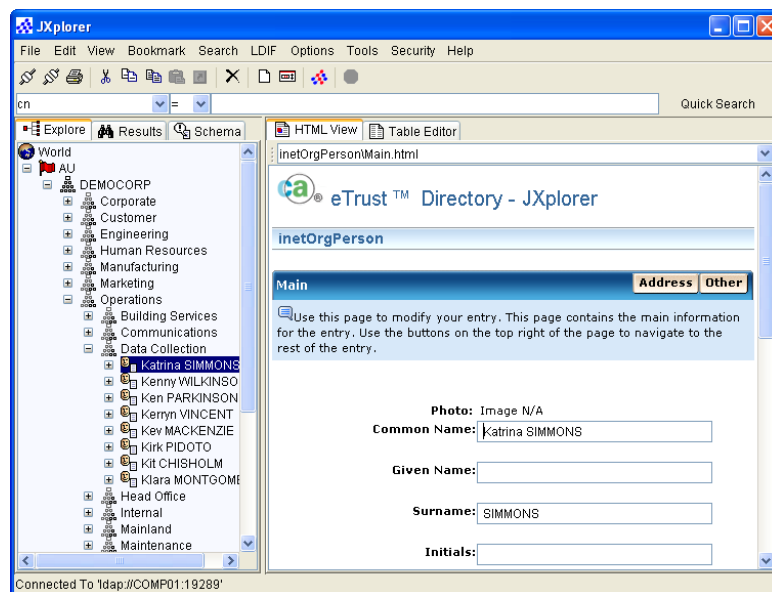 JXplorer
File Edit View Bookmark Search LDIF Options Tools Security Help
cn = Quick Search
Explore Results Schema
World
AU
DEMOCORP
Corporate
Customer
Engineering
Human Resources
Manufacturing
Marketing
Operations
Building Services
Communications
Data Collection
Katrina SIMMONS
Kenny WILKINSO
Ken PARKINSON
Kerryn VINCENT
Kev MACKENZIE
Kirk PIDOTO
Kit CHISHOLM
Klara MONTGOME
Head Office
Internal
Mainland
Maintenance
HTML View Table Editor
inetOrgPerson\Main.html
ca® eTrust ™ Directory - JXplorer
inetOrgPerson
Main Address Other
Use this page to modify your entry. This page contains the main information
for the entry. Use the buttons on the top right of the page to navigate to the
rest of the entry.
Photo: Image N/A
Common Name: Katrina SIMMONS
Given Name:
Surname: SIMMONS
Initials:
Connected To 'ldap://COMP01:19289'